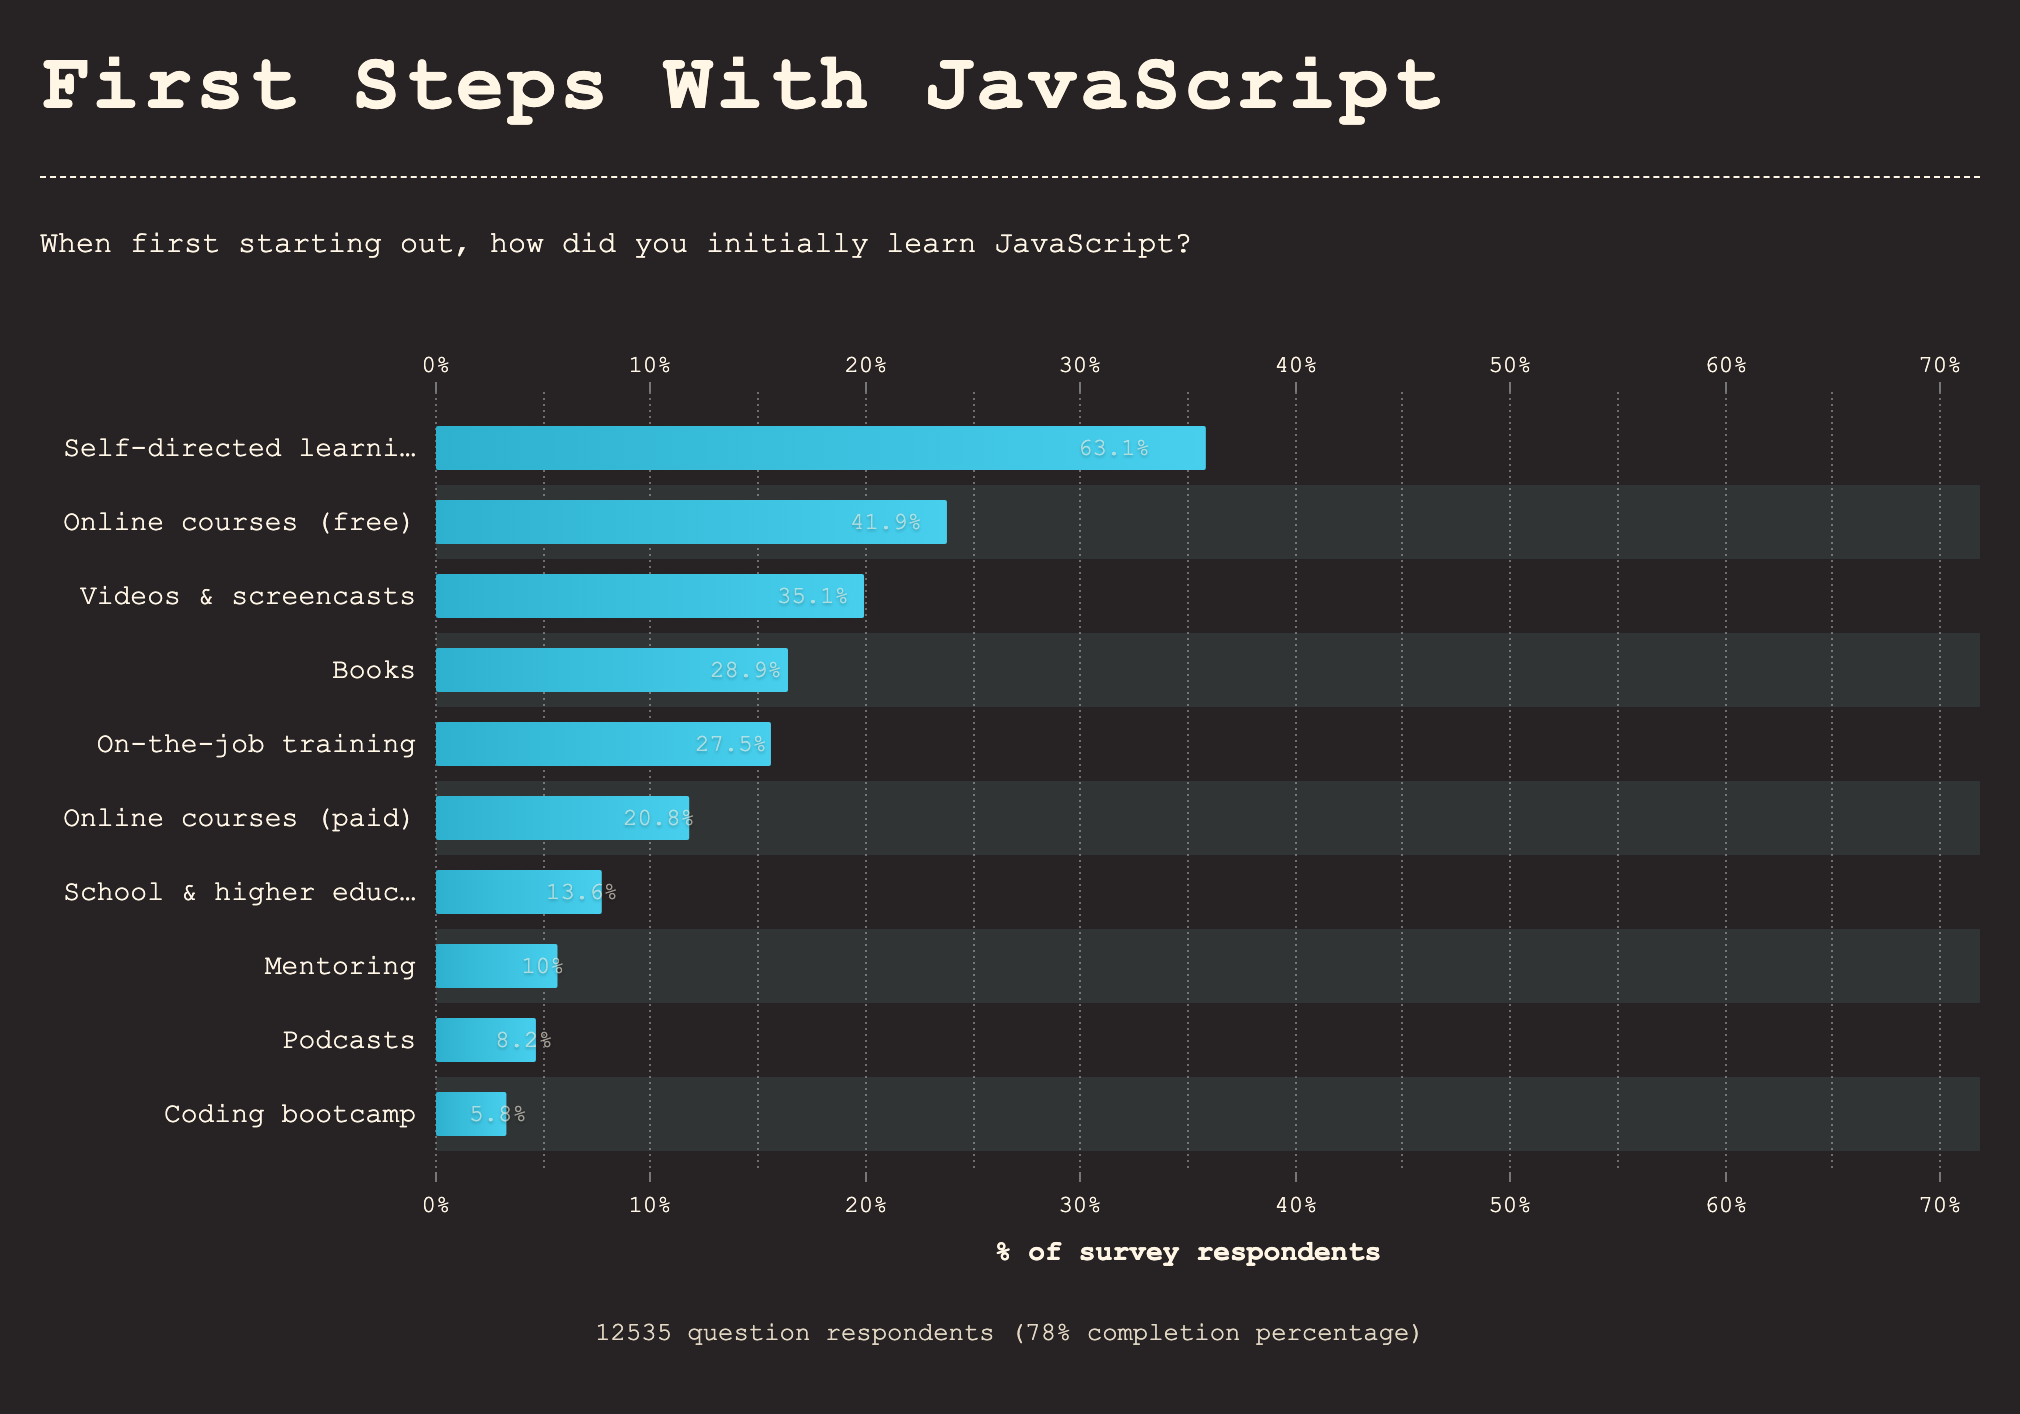 First Steps With JavaScript
When first starting out, how did you initially learn JavaScript?
0% 10% 20% 30% 40% 50% 60% 70%
Self-directed learni… 63.1%
Online courses (free) 41.9%
Videos & screencasts 35.1%
Books 28.9%
On-the-job training 27.5%
Online courses (paid) 20.8%
School & higher educ… 13.6%
Mentoring 10%
Podcasts 8.2%
Coding bootcamp 5.8%
0% 10% 20% 30% 40% 50% 60% 70%
% of survey respondents
12535 question respondents (78% completion percentage)